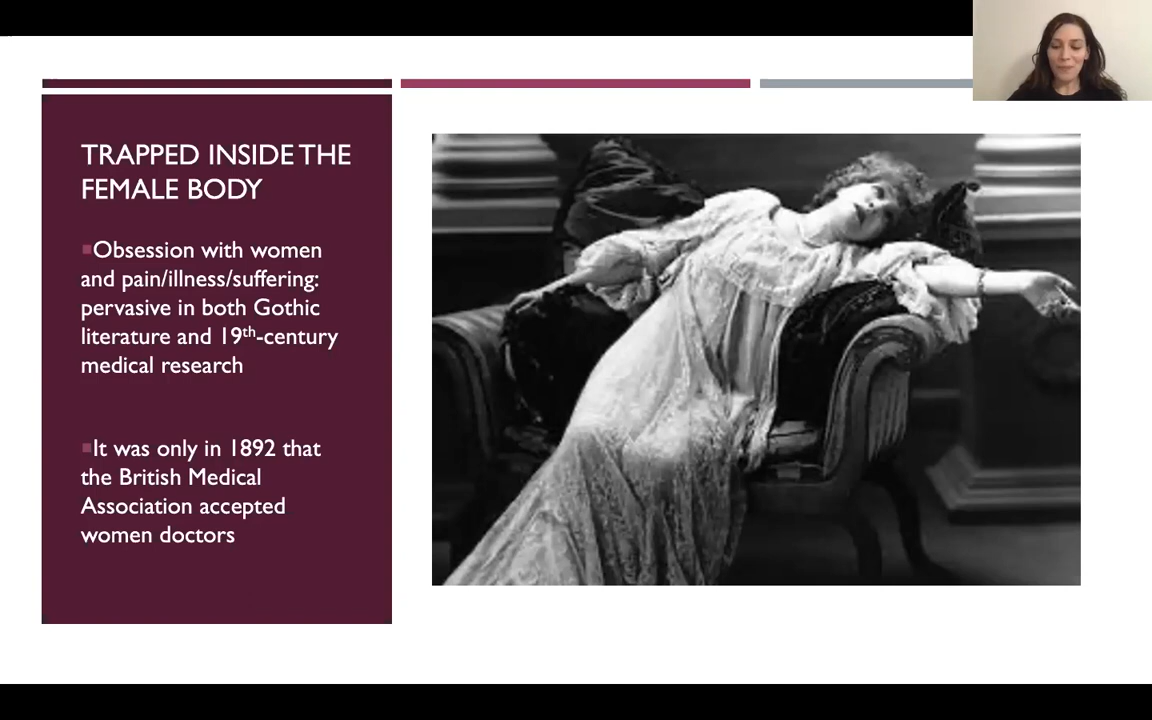 TRAPPED INSIDE THE
FEMALE BODY
▪Obsession with women
and pain/illness/suffering:
pervasive in both Gothic
literature and 19th-century
medical research
▪It was only in 1892 that
the British Medical
Association accepted
women doctors